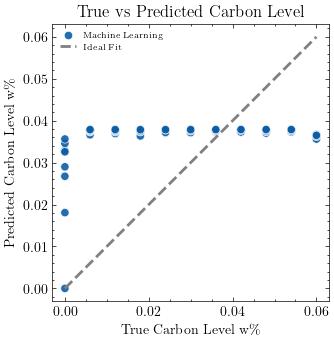 True vs Predicted Carbon Level
Machine Learning
Ideal Fit
Predicted Carbon Level w%
0.06
0.05
0.04
0.03
0.02
0.01
0.00
0.00 0.02 0.04 0.06
True Carbon Level w%